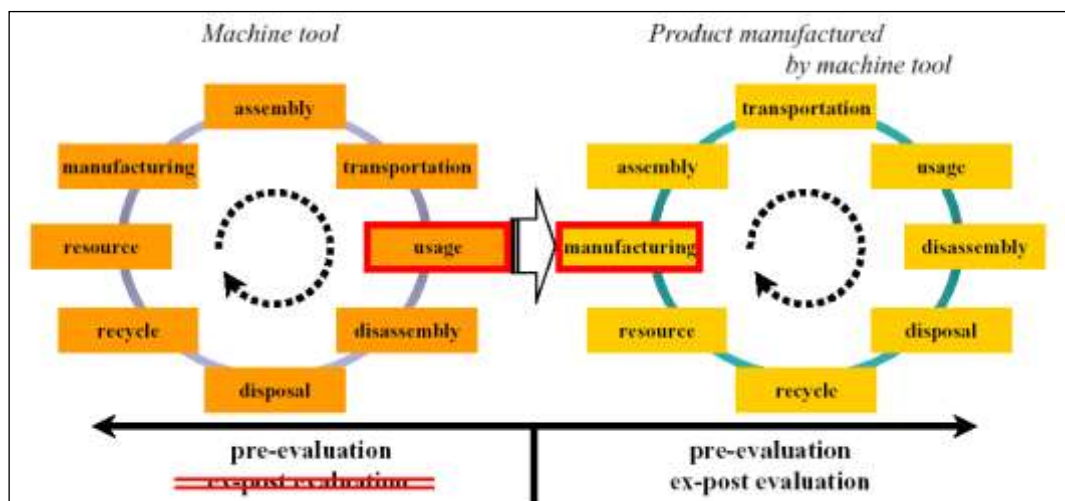 Machine tool
Product manufactured
by machine tool
assembly
manufacturing
transportation
resource
usage
recycle
disassembly
disposal
transportation
assembly
usage
manufacturing
disassembly
resource
disposal
recycle
pre-evaluation
ex-post evaluation
pre-evaluation
ex-post evaluation